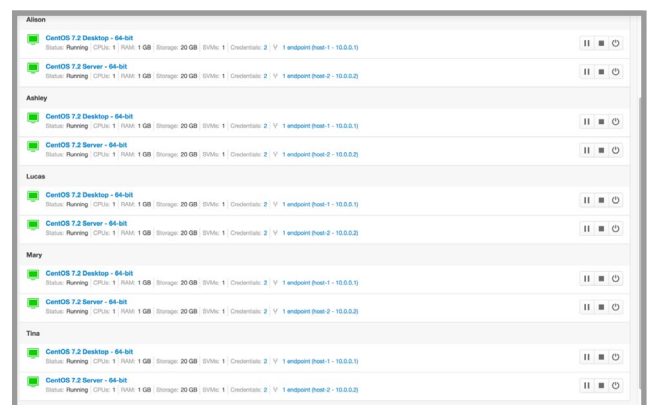 Alison
CentOS 7.2 Desktop - 64-bit
Status: Running CPUs: 1 RAM: 1 GB Storage: 20 GB SVMs: 1 Credentials: 2 1 endpoint (host-1 - 10.0.0.1)
CentOS 7.2 Server - 64-bit
Status: Running CPUs: 1 RAM: 1 GB Storage: 20 GB SVMs: 1 Credentials: 2 1 endpoint (host-2 - 10.0.0.2)
Ashley
CentOS 7.2 Desktop - 64-bit
Status: Running CPUs: 1 RAM: 1 GB Storage: 20 GB SVMs: 1 Credentials: 2 1 endpoint (host-1 - 10.0.0.1)
CentOS 7.2 Server - 64-bit
Status: Running CPUs: 1 RAM: 1 GB Storage: 20 GB SVMs: 1 Credentials: 2 1 endpoint (host-2 - 10.0.0.2)
Lucas
CentOS 7.2 Desktop - 64-bit
Status: Running CPUs: 1 RAM: 1 GB Storage: 20 GB SVMs: 1 Credentials: 2 1 endpoint (host-1 - 10.0.0.1)
CentOS 7.2 Server - 64-bit
Status: Running CPUs: 1 RAM: 1 GB Storage: 20 GB SVMs: 1 Credentials: 2 1 endpoint (host-2 - 10.0.0.2)
Mary
CentOS 7.2 Desktop - 64-bit
Status: Running CPUs: 1 RAM: 1 GB Storage: 20 GB SVMs: 1 Credentials: 2 1 endpoint (host-1 - 10.0.0.1)
CentOS 7.2 Server - 64-bit
Status: Running CPUs: 1 RAM: 1 GB Storage: 20 GB SVMs: 1 Credentials: 2 1 endpoint (host-2 - 10.0.0.2)
Tina
CentOS 7.2 Desktop - 64-bit
Status: Running CPUs: 1 RAM: 1 GB Storage: 20 GB SVMs: 1 Credentials: 2 1 endpoint (host-1 - 10.0.0.1)
CentOS 7.2 Server - 64-bit
Status: Running CPUs: 1 RAM: 1 GB Storage: 20 GB SVMs: 1 Credentials: 2 1 endpoint (host-2 - 10.0.0.2)